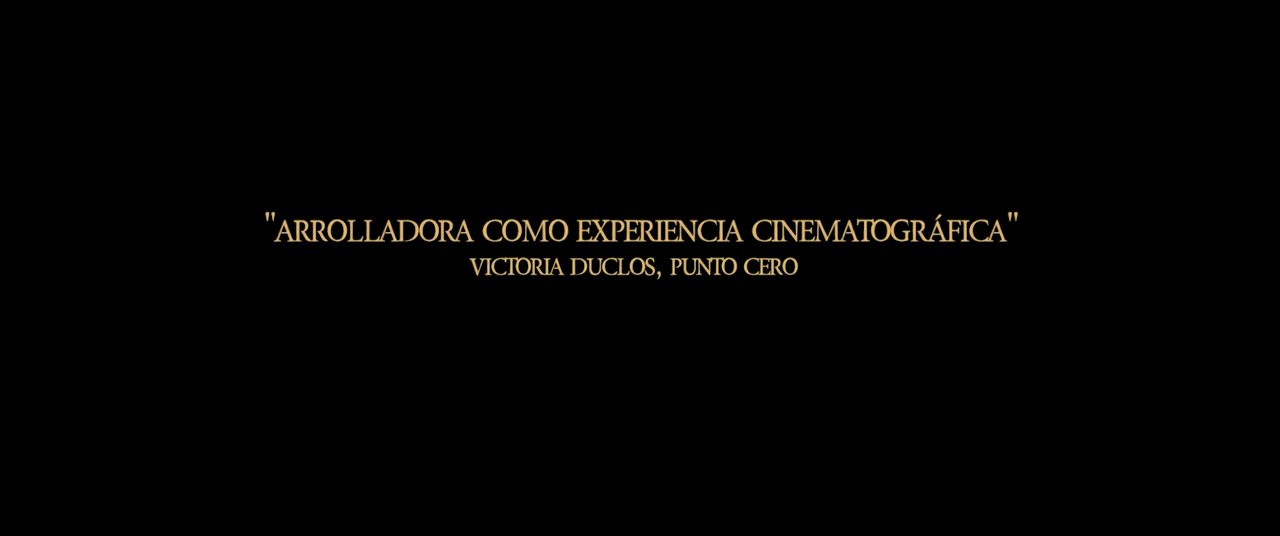 "ARROLLADORA COMO EXPERIENCIA CINEMATOGRÁFICA"
VICTORIA DUCLOS, PUNTO CERO